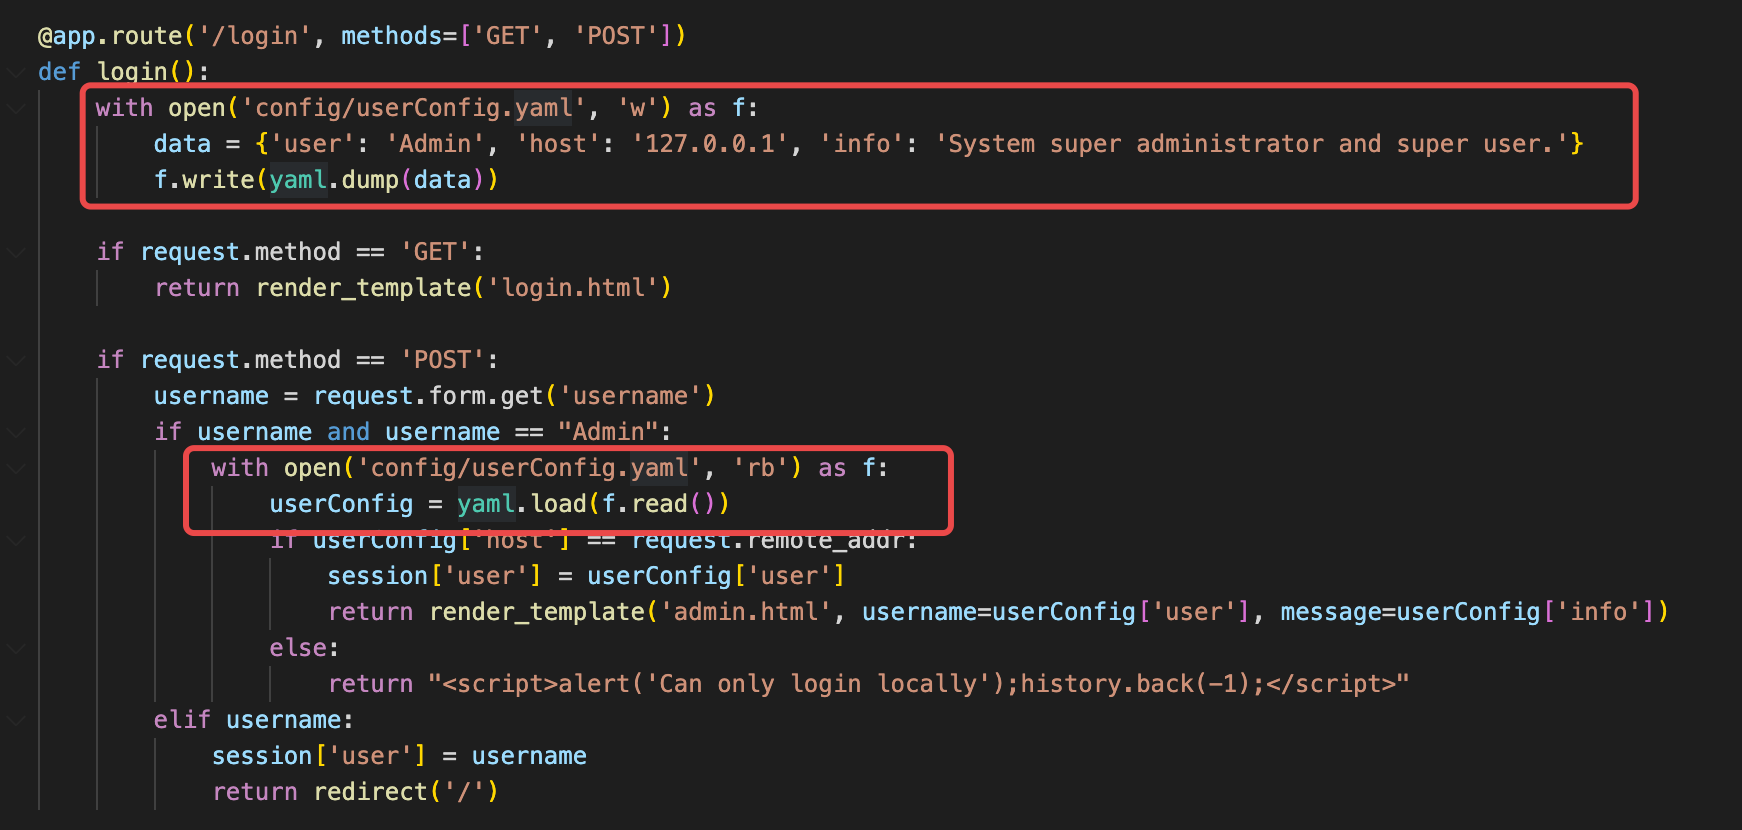 @app.route('/login', methods=['GET', 'POST'])
def login():
    with open('config/userConfig.yaml', 'w') as f:
        data = {'user': 'Admin', 'host': '127.0.0.1', 'info': 'System super administrator and super user.'}
        f.write(yaml.dump(data))
    if request.method == 'GET':
        return render_template('login.html')
    if request.method == 'POST':
        username = request.form.get('username')
        if username and username == "Admin":
            with open('config/userConfig.yaml', 'rb') as f:
                userConfig = yaml.load(f.read())
                if userConfig['host'] == request.remote_addr:
                    session['user'] = userConfig['user']
                    return render_template('admin.html', username=userConfig['user'], message=userConfig['info'])
                else:
                    return "<script>alert('Can only login locally');history.back(-1);</script>"
        elif username:
            session['user'] = username
            return redirect('/')